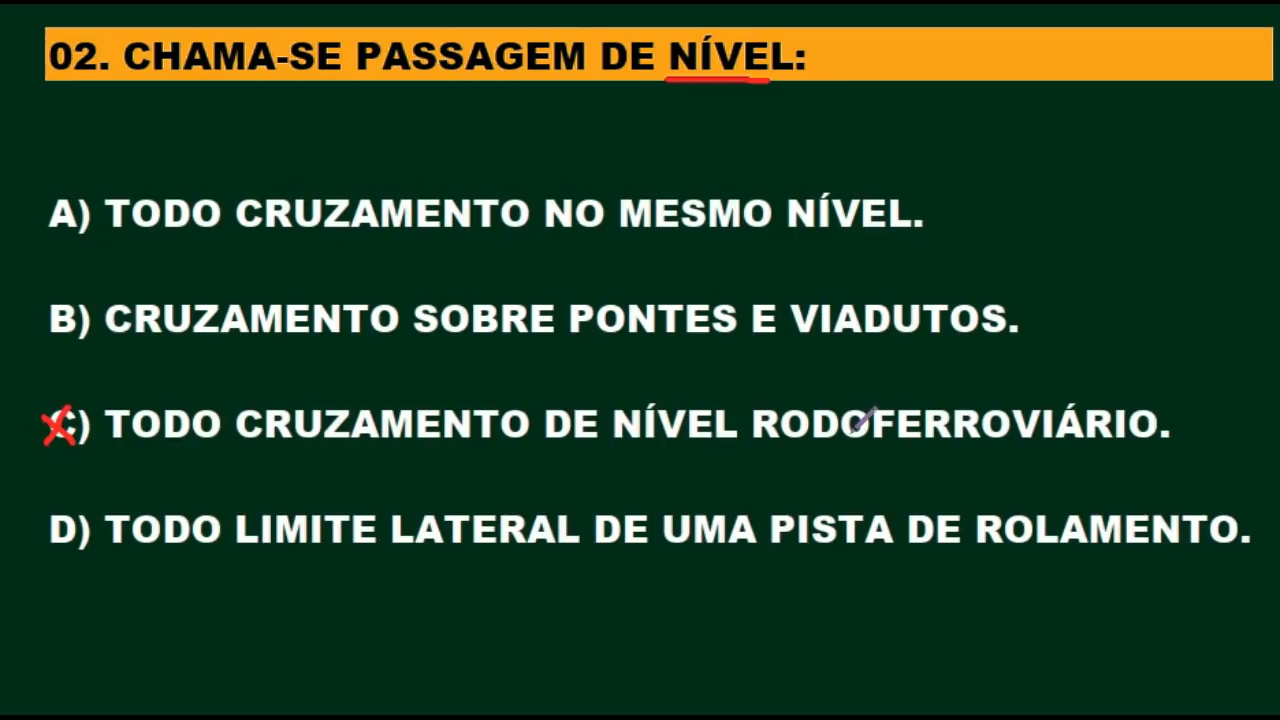 02. CHAMA-SE PASSAGEM DE NÍVEL:
A) TODO CRUZAMENTO NO MESMO NÍVEL.
B) CRUZAMENTO SOBRE PONTES E VIADUTOS.
C) TODO CRUZAMENTO DE NÍVEL RODOFERROVIÁRIO.
D) TODO LIMITE LATERAL DE UMA PISTA DE ROLAMENTO.